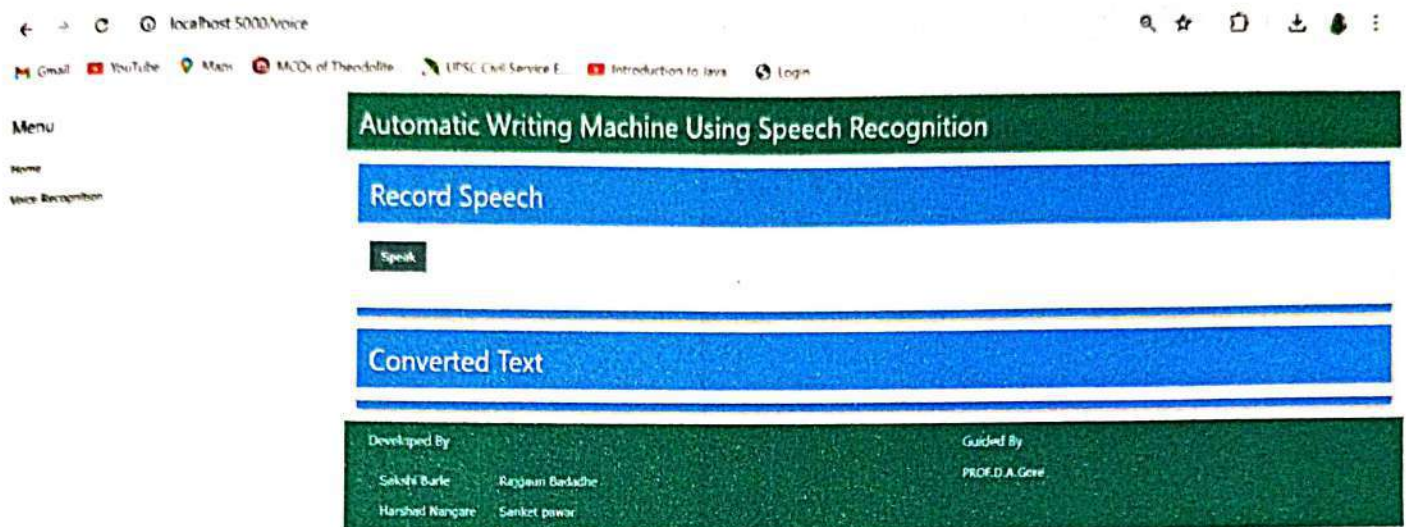 localhost:5000/voice
Gmail YouTube Maps MCQs of Theodolite... UPSC Civil Service E... Introduction to Java Login
Menu
Home
Voice Recognition
Automatic Writing Machine Using Speech Recognition
Record Speech
Speak
Converted Text
Developed By Guided By
Sakshi Burle PROF.D.A.Gore
Harshad Nangare Sanket pawar